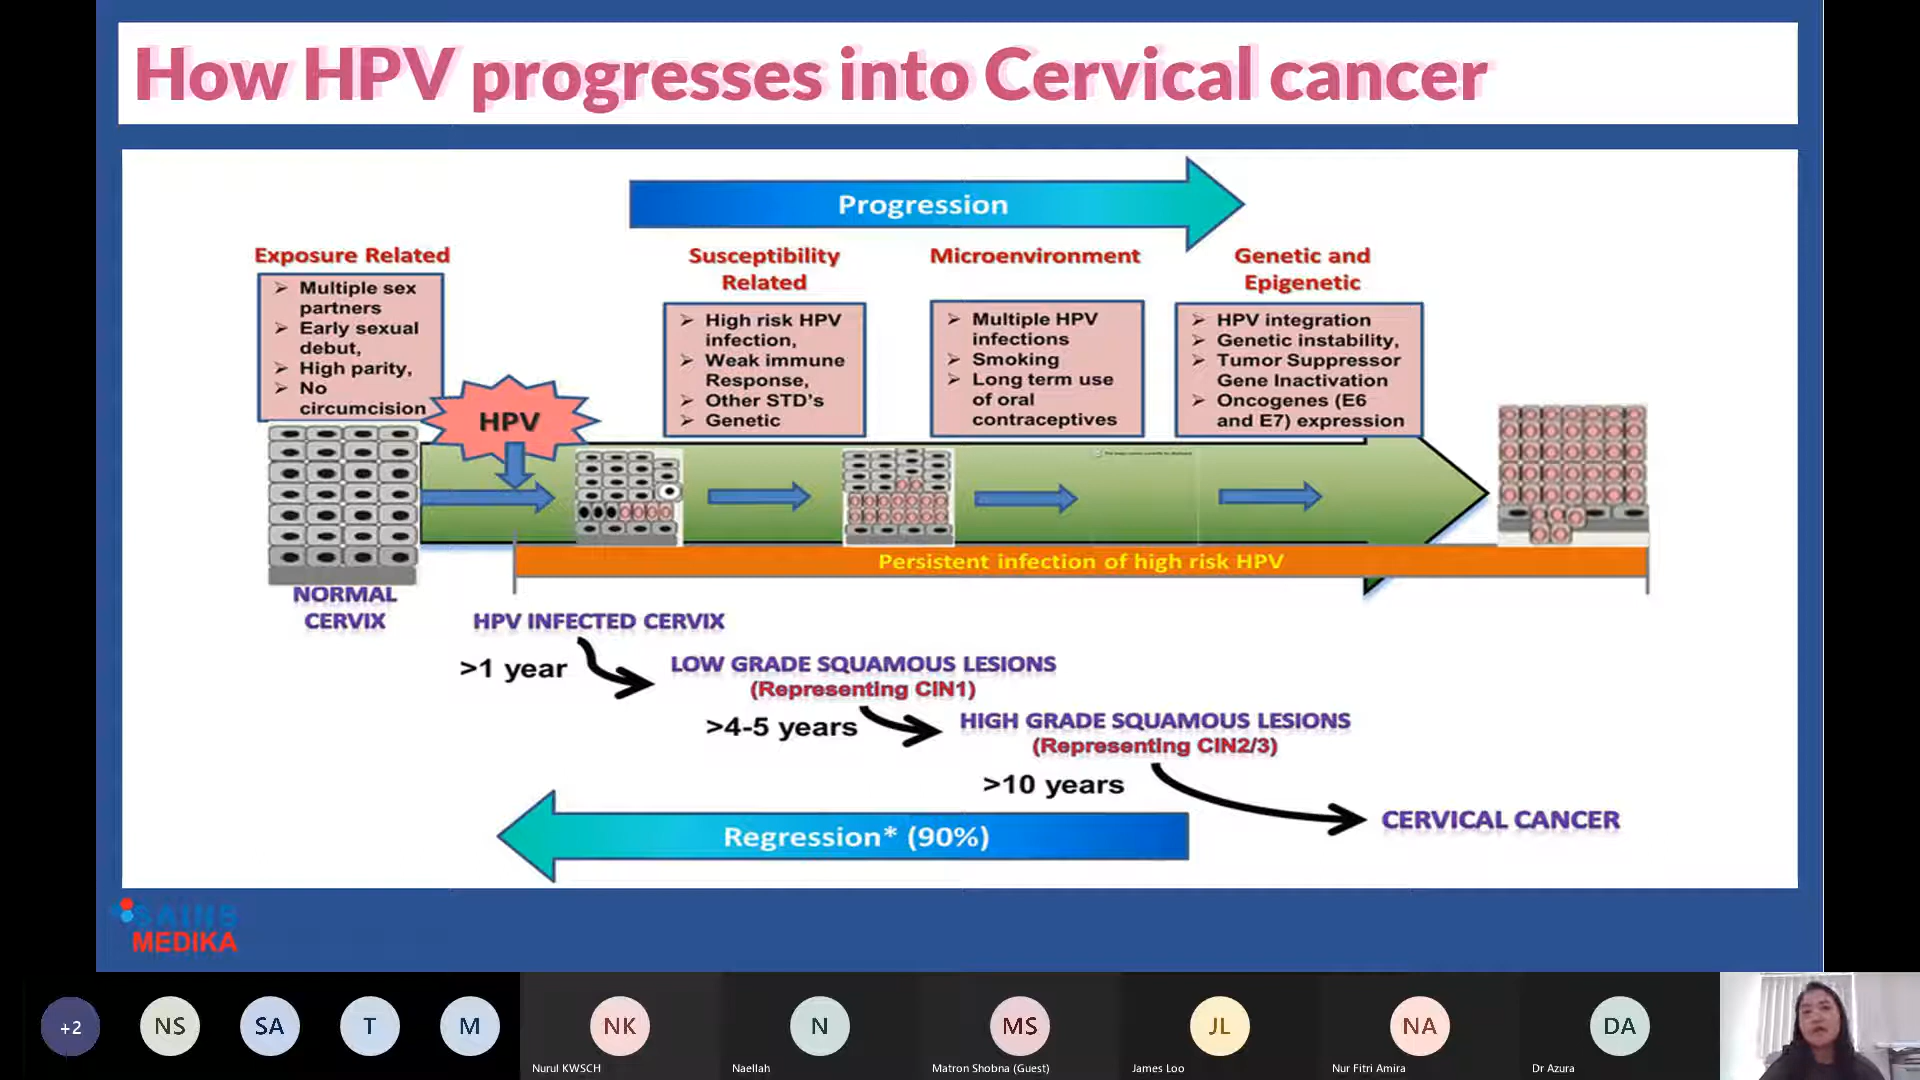 How HPV progresses into Cervical cancer
Progression
Exposure Related
➢ Multiple sex
partners
➢ Early sexual
debut,
➢ High parity,
➢ No
circumcision
HPV
Susceptibility
Related
➢ High risk HPV
infection,
➢ Weak immune
Response,
➢ Other STD's
➢ Genetic
Microenvironment
➢ Multiple HPV
infections
➢ Smoking
➢ Long term use
of oral
contraceptives
Genetic and
Epigenetic
➢ HPV integration
➢ Genetic instability,
➢ Tumor Suppressor
Gene Inactivation
➢ Oncogenes (E6
and E7) expression
Persistent infection of high risk HPV
NORMAL
CERVIX
HPV INFECTED CERVIX
>1 year
LOW GRADE SQUAMOUS LESIONS
(Representing CIN1)
>4-5 years
HIGH GRADE SQUAMOUS LESIONS
(Representing CIN2/3)
>10 years
CERVICAL CANCER
Regression* (90%)
SAINS
MEDIKA
+2
NS
SA
T
M
NK
N
MS
JL
NA
DA
Nurul KWSCH
Naellah
Matron Shobna (Guest)
James Loo
Nur Fitri Amira
Dr Azura